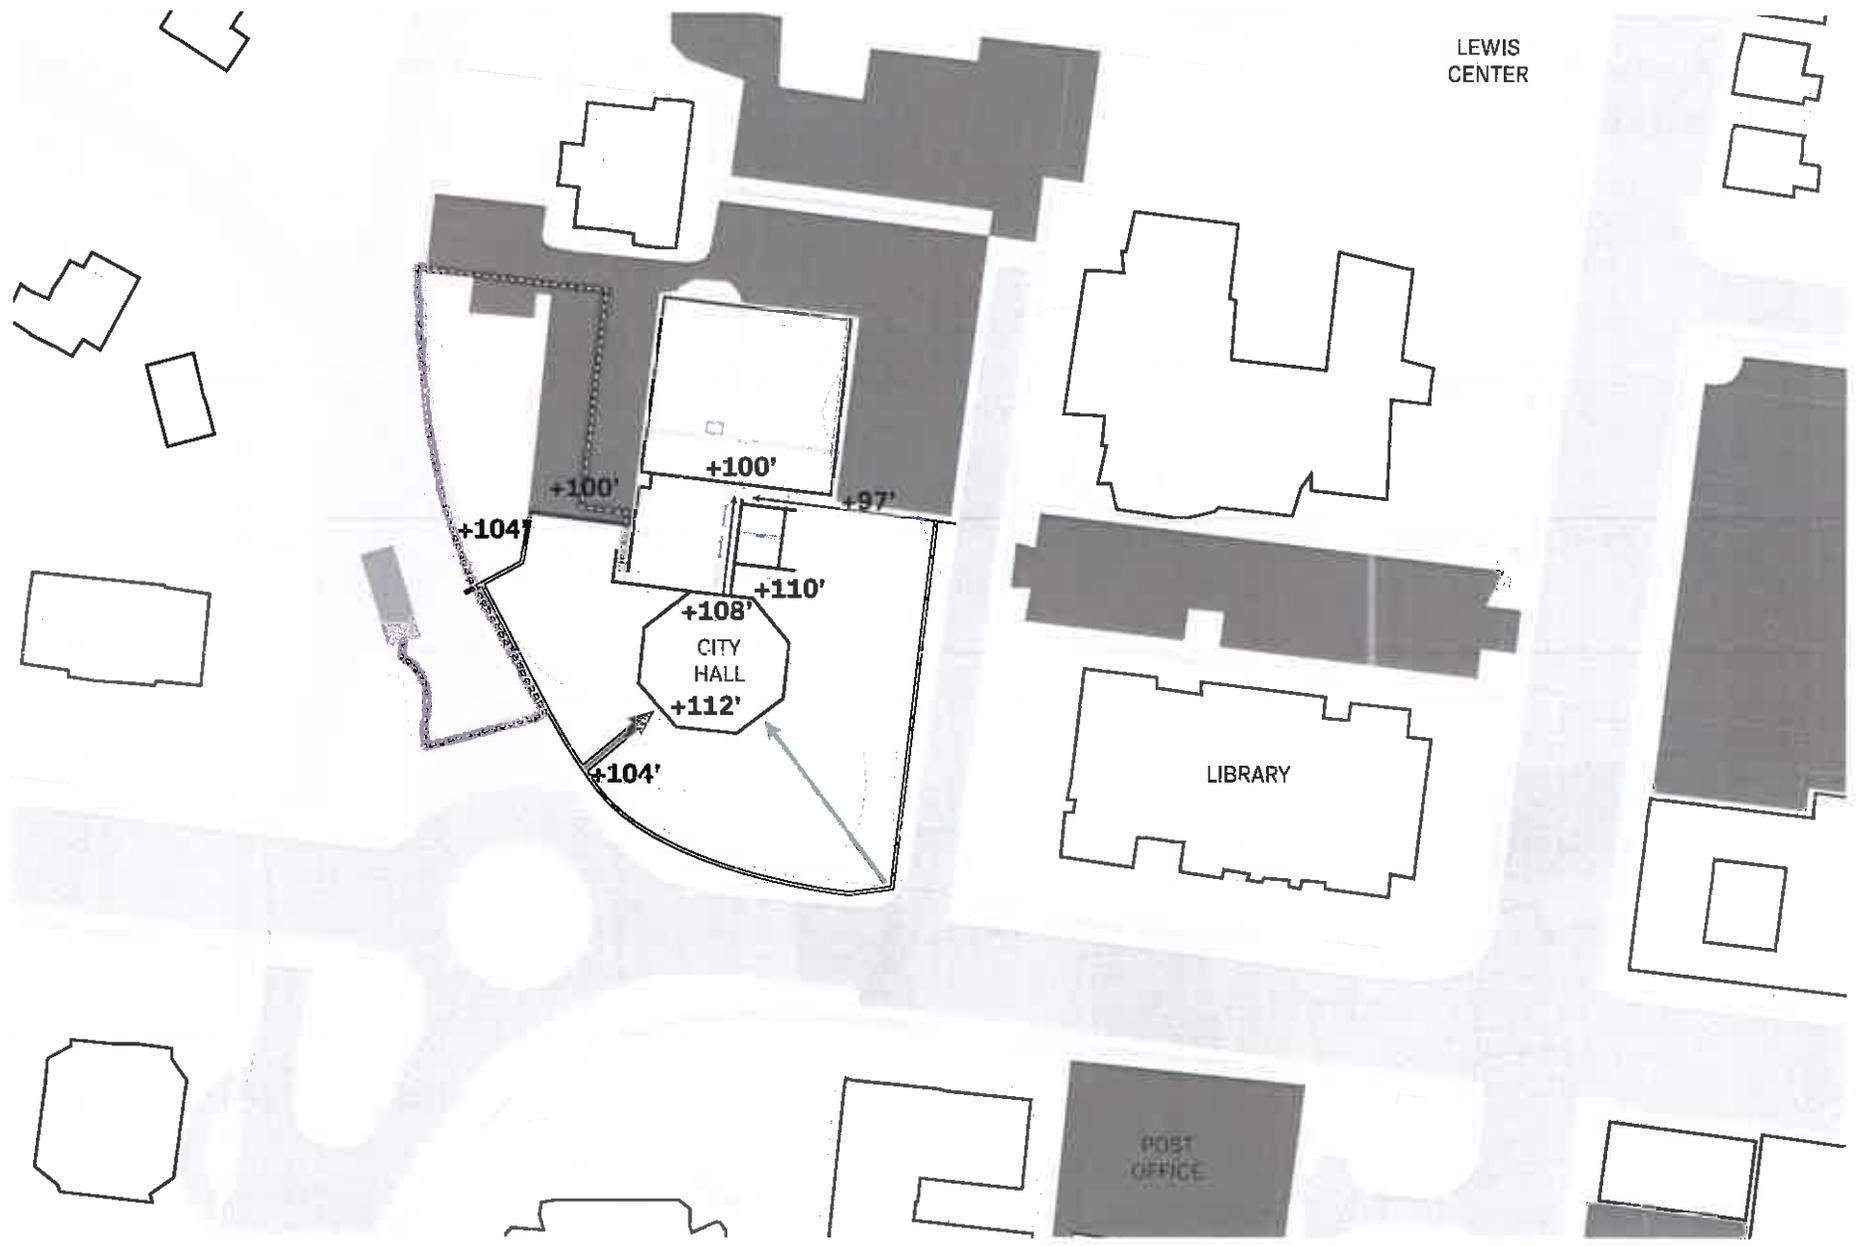 LEWIS
CENTER
+100'
+100'
+97'
+104'
+110'
+108'
CITY
HALL
+112'
+104'
LIBRARY
POST
OFFICE